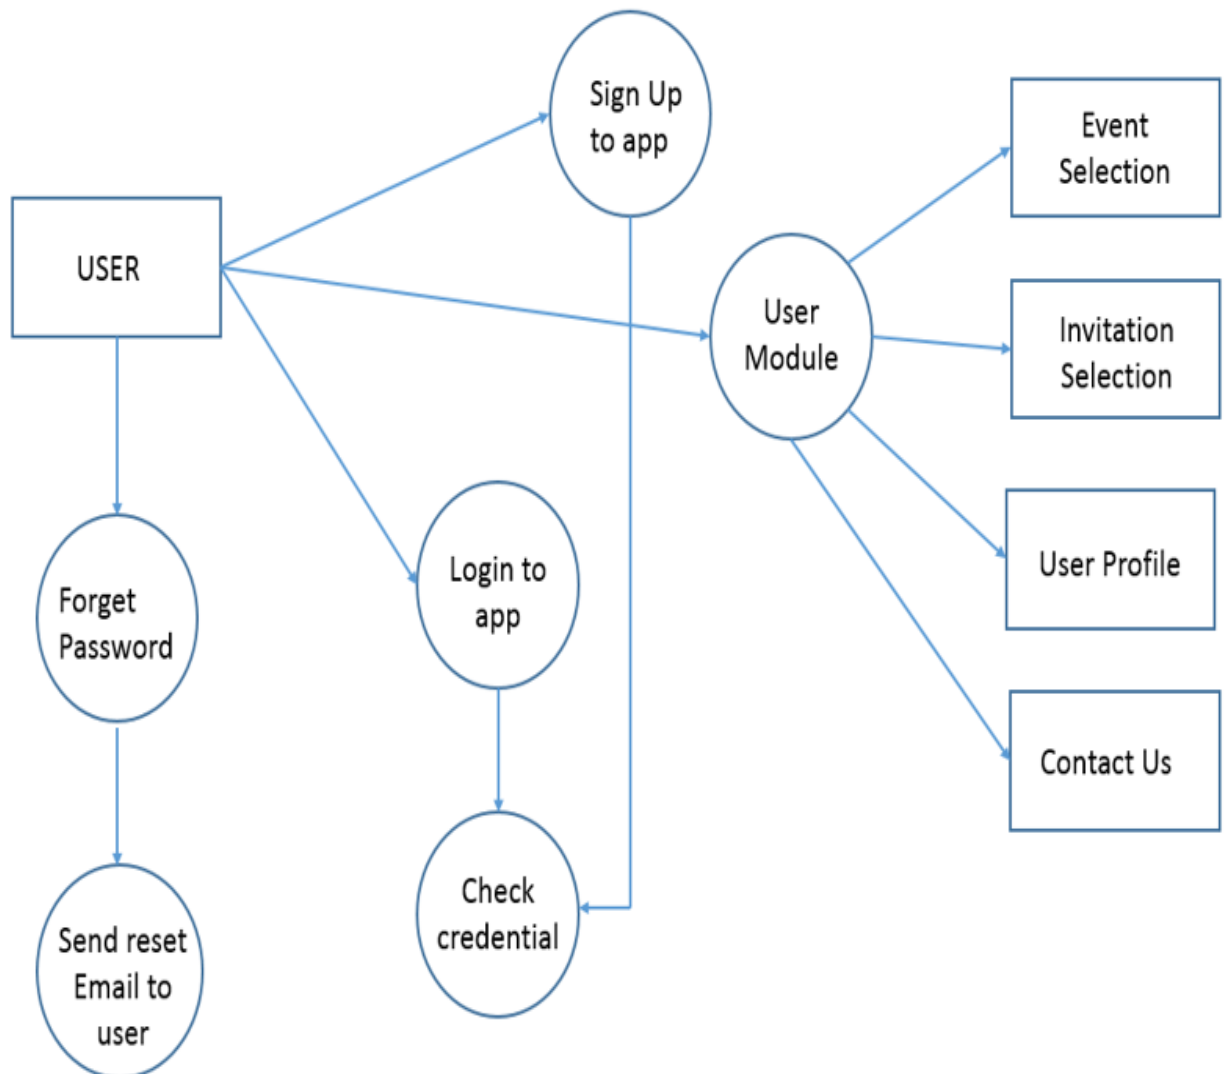 Sign Up
to app
Event
Selection
USER
User
Module
Invitation
Selection
Login to
app
User Profile
Forget
Password
Contact Us
Check
credential
Send reset
Email to
user